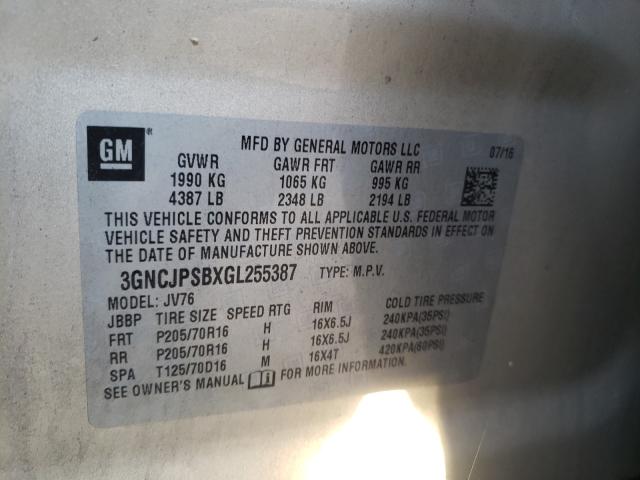 GM ®
MFD BY GENERAL MOTORS LLC 07/16
GVWR GAWR FRT GAWR RR
1990 KG 1065 KG 995 KG
4387 LB 2348 LB 2194 LB
THIS VEHICLE CONFORMS TO ALL APPLICABLE U.S. FEDERAL MOTOR
VEHICLE SAFETY AND THEFT PREVENTION STANDARDS IN EFFECT ON
THE DATE OF MANUFACTURE SHOWN ABOVE.
3GNCJPSBXGL255387 TYPE: M.P.V.
MODEL: JV76
JBBP TIRE SIZE SPEED RTG RIM COLD TIRE PRESSURE
FRT P205/70R16 H 16X6.5J 240KPA(35PSI)
RR P205/70R16 H 16X6.5J 240KPA(35PSI)
SPA T125/70D16 M 16X4T 420KPA(60PSI)
SEE OWNER'S MANUAL FOR MORE INFORMATION.